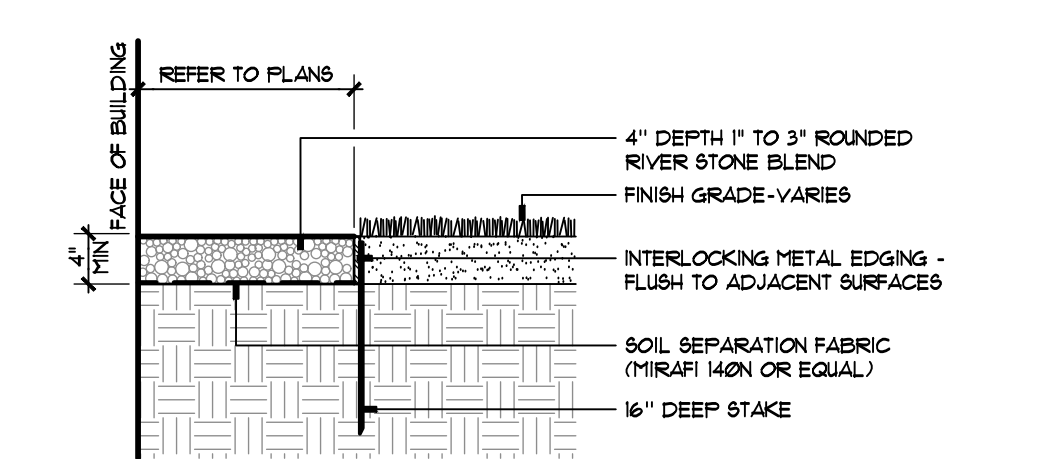 FACE OF BUILDING
REFER TO PLANS
4" DEPTH 1" TO 3" ROUNDED
RIVER STONE BLEND
FINISH GRADE-VARIES
4"
MIN
INTERLOCKING METAL EDGING -
FLUSH TO ADJACENT SURFACES
SOIL SEPARATION FABRIC
(MIRAFI 140N OR EQUAL)
16" DEEP STAKE